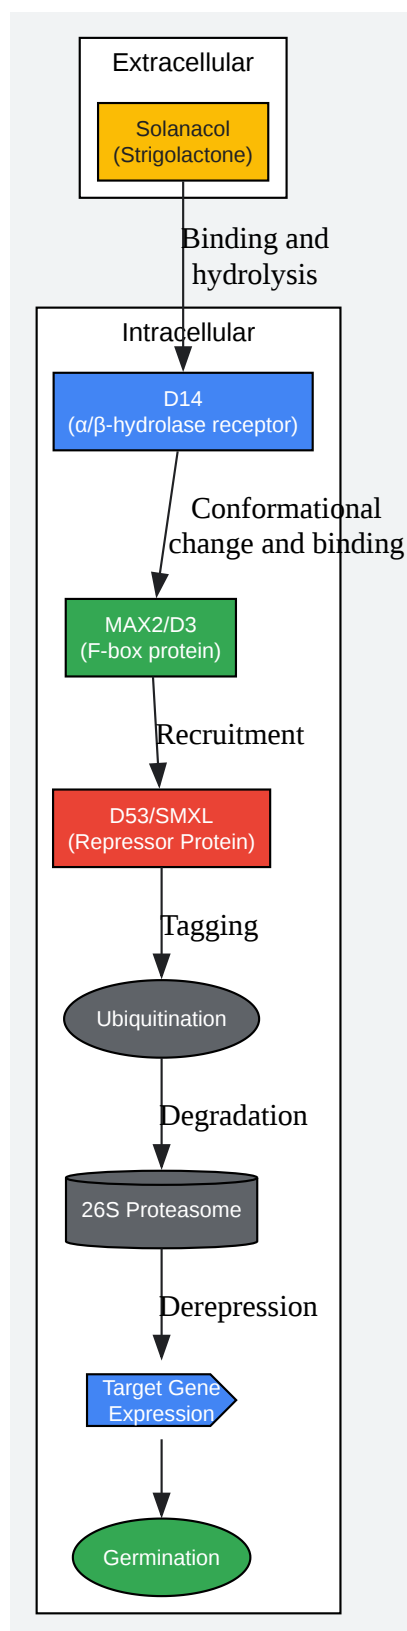 Extracellular
Solanacol
(Strigolactone)
Binding and
hydrolysis
Intracellular
D14
(α/β-hydrolase receptor)
Conformational
change and binding
MAX2/D3
(F-box protein)
Recruitment
D53/SMXL
(Repressor Protein)
Tagging
Ubiquitination
Degradation
26S Proteasome
Derepression
Target Gene
Expression
Germination